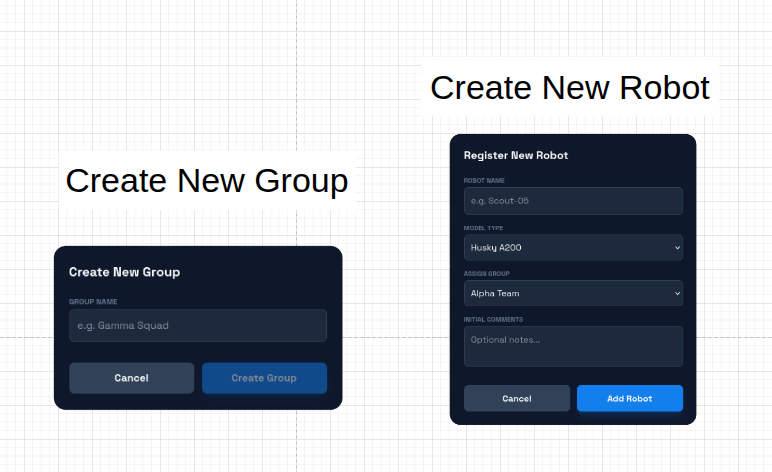 Create New Group
Create New Group
GROUP NAME
e.g. Gamma Squad
Cancel
Create Group
Create New Robot
Register New Robot
ROBOT NAME
e.g. Scout-05
MODEL TYPE
Husky A200
ASSIGN GROUP
Alpha Team
INITIAL COMMENTS
Optional notes...
Cancel
Add Robot